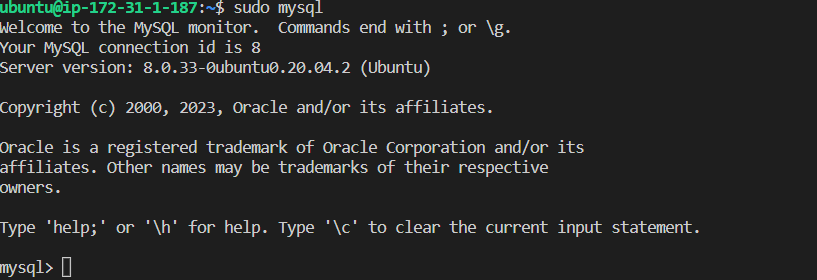 ubuntu@ip-172-31-1-187:~$ sudo mysql
Welcome to the MySQL monitor.  Commands end with ; or \g.
Your MySQL connection id is 8
Server version: 8.0.33-0ubuntu0.20.04.2 (Ubuntu)
Copyright (c) 2000, 2023, Oracle and/or its affiliates.
Oracle is a registered trademark of Oracle Corporation and/or its
affiliates. Other names may be trademarks of their respective
owners.
Type 'help;' or '\h' for help. Type '\c' to clear the current input statement.
mysql>